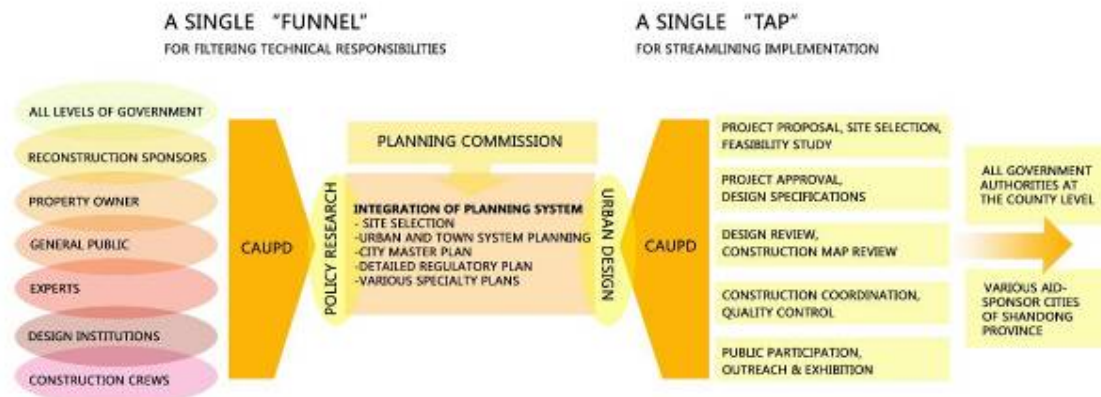 A SINGLE “FUNNEL”
FOR FILTERING TECHNICAL RESPONSIBILITIES
A SINGLE “TAP”
FOR STREAMLINING IMPLEMENTATION
ALL LEVELS OF GOVERNMENT
RECONSTRUCTION SPONSORS
PROPERTY OWNER
GENERAL PUBLIC
EXPERTS
DESIGN INSTITUTIONS
CONSTRUCTION CREWS
CAUPD
POLICY RESEARCH
PLANNING COMMISSION
INTEGRATION OF PLANNING SYSTEM
- SITE SELECTION
-URBAN AND TOWN SYSTEM PLANNING
-CITY MASTER PLAN
-DETAILED REGULATORY PLAN
-VARIOUS SPECIALTY PLANS
URBAN DESIGN
CAUPD
PROJECT PROPOSAL, SITE SELECTION,
FEASIBILITY STUDY
PROJECT APPROVAL,
DESIGN SPECIFICATIONS
DESIGN REVIEW,
CONSTRUCTION MAP REVIEW
CONSTRUCTION COORDINATION,
QUALITY CONTROL
PUBLIC PARTICIPATION,
OUTREACH & EXHIBITION
ALL GOVERNMENT
AUTHORITIES AT
THE COUNTY LEVEL
VARIOUS AID-
SPONSOR CITIES
OF SHANDONG
PROVINCE